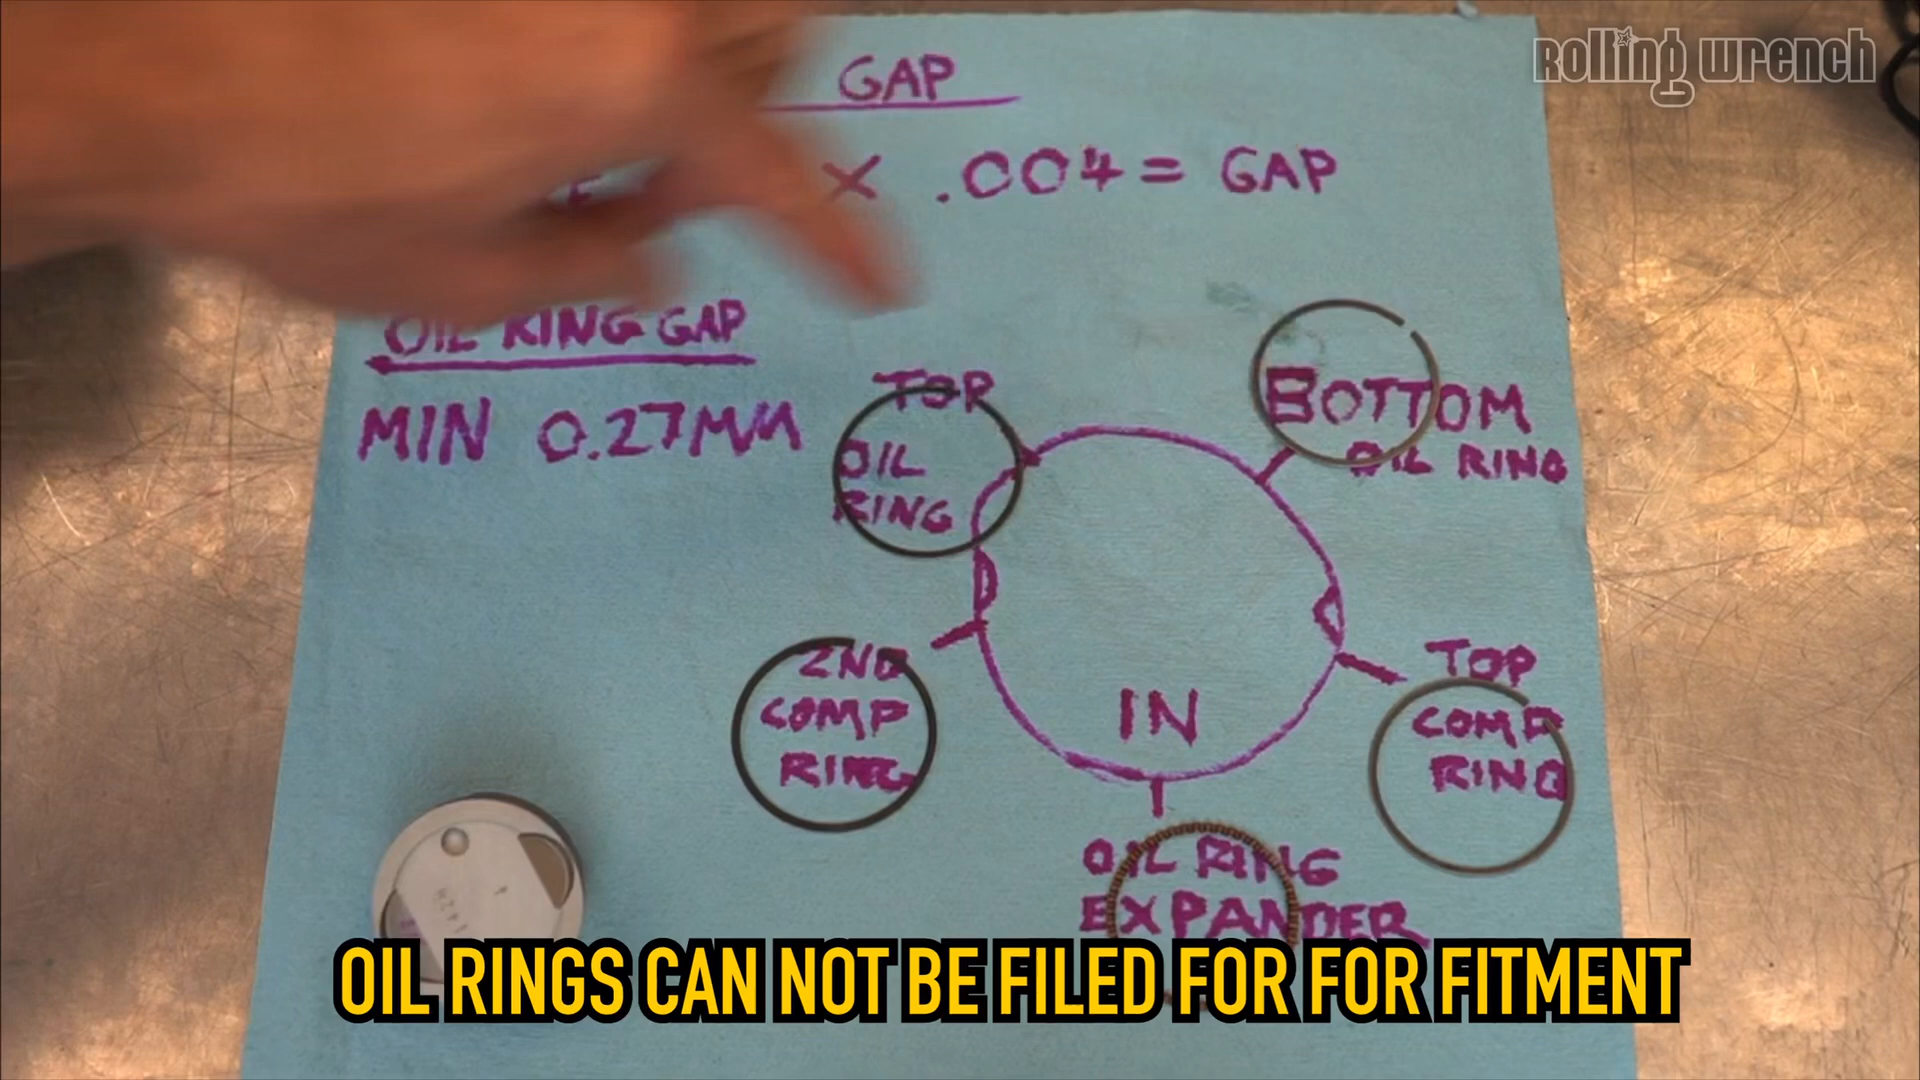 Rolling Wrench
GAP
X .004 = GAP
OIL RING GAP
MIN 0.27MM
TOP
OIL
RING
BOTTOM
OIL RING
2ND
COMP
RING
TOP
COMP
RING
IN
OIL RING
EXPANDER
OIL RINGS CAN NOT BE FILED FOR FOR FITMENT